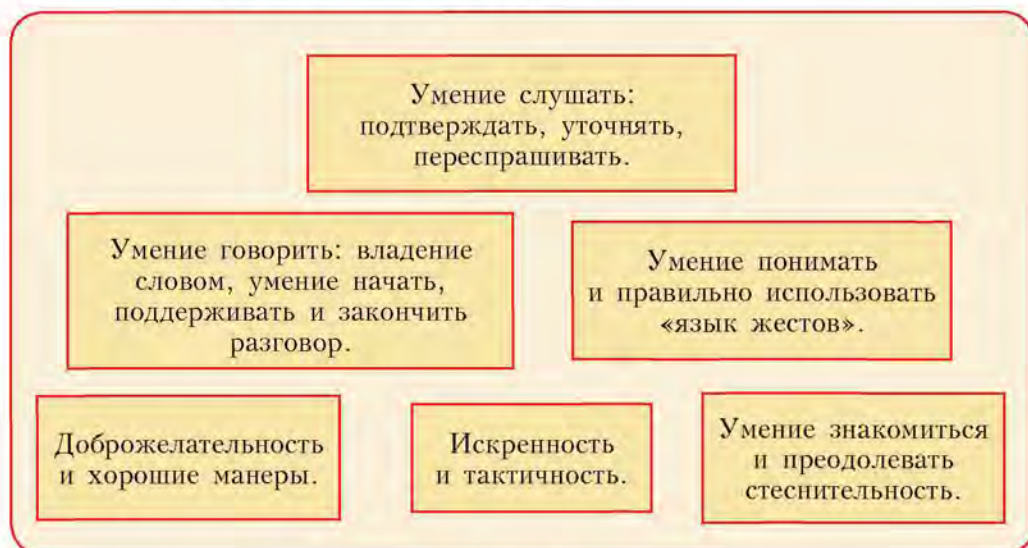 Умение слушать:
подтверждать, уточнять,
переспрашивать.
Умение говорить: владение
словом, умение начать,
поддерживать и закончить
разговор.
Умение понимать
и правильно использовать
«язык жестов».
Доброжелательность
и хорошие манеры.
Искренность
и тактичность.
Умение знакомиться
и преодолевать
стеснительность.